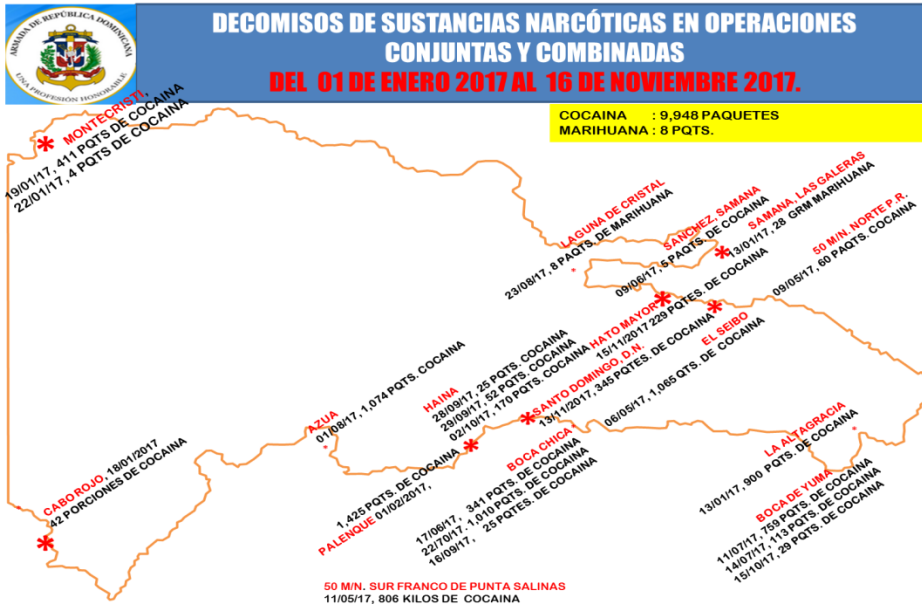 ARMADA DE REPÚBLICA DOMINICANA
UNA PROFESIÓN HONORABLE
DECOMISOS DE SUSTANCIAS NARCÓTICAS EN OPERACIONES
CONJUNTAS Y COMBINADAS
DEL 01 DE ENERO 2017 AL 16 DE NOVIEMBRE 2017.
COCAINA : 9,948 PAQUETES
MARIHUANA : 8 PQTS.
MONTECRISTI,
19/01/17, 411 PQTS DE COCAINA
22/01/17, 4 PQTS DE COCAINA
LAGUNA DE CRISTAL
23/08/17, 8 PAQTS. DE MARIHUANA
SANCHEZ, SAMANA
09/06/17, 5 PAQTS. DE COCAINA
SAMANA, LAS GALERAS
13/01/17, 28 GRM MARIHUANA
50 M/N. NORTE P.R.
09/05/17, 60 PAQTS. COCAINA
HATO MAYOR
15/11/2017 229 PQTES. DE COCAINA
EL SEIBO
06/05/17, 1,065 QTS. DE COCAINA
SANTO DOMINGO, D.N.
13/11/2017, 345 PQTES. DE COCAINA
HAINA
28/09/17, 25 PQTS. COCAINA
29/09/17, 52 PQTS. COCAINA
02/10/17, 170 PQTS. COCAINA
AZUA
01/08/17, 1,074 PQTS. COCAINA
CABO ROJO, 18/01/2017
42 PORCIONES DE COCAINA
1,425 PQTS. DE COCAINA
PALENQUE 01/02/2017,
BOCA CHICA
17/06/17, 341 PQTS. DE COCAINA
22/70/17. 1,010 PQTS. DE COCAINA
16/09/17, 25 PQTES. DE COCAINA
LA ALTAGRACIA
13/01/17, 900 PQTS. DE COCAINA
BOCA DE YUMA
11/07/17, 759 PQTS. DE COCAINA
14/07/17, 113 PQTS. DE COCAINA
15/10/17, 29 PQTS. DE COCAINA
50 M/N. SUR FRANCO DE PUNTA SALINAS
11/05/17, 806 KILOS DE COCAINA